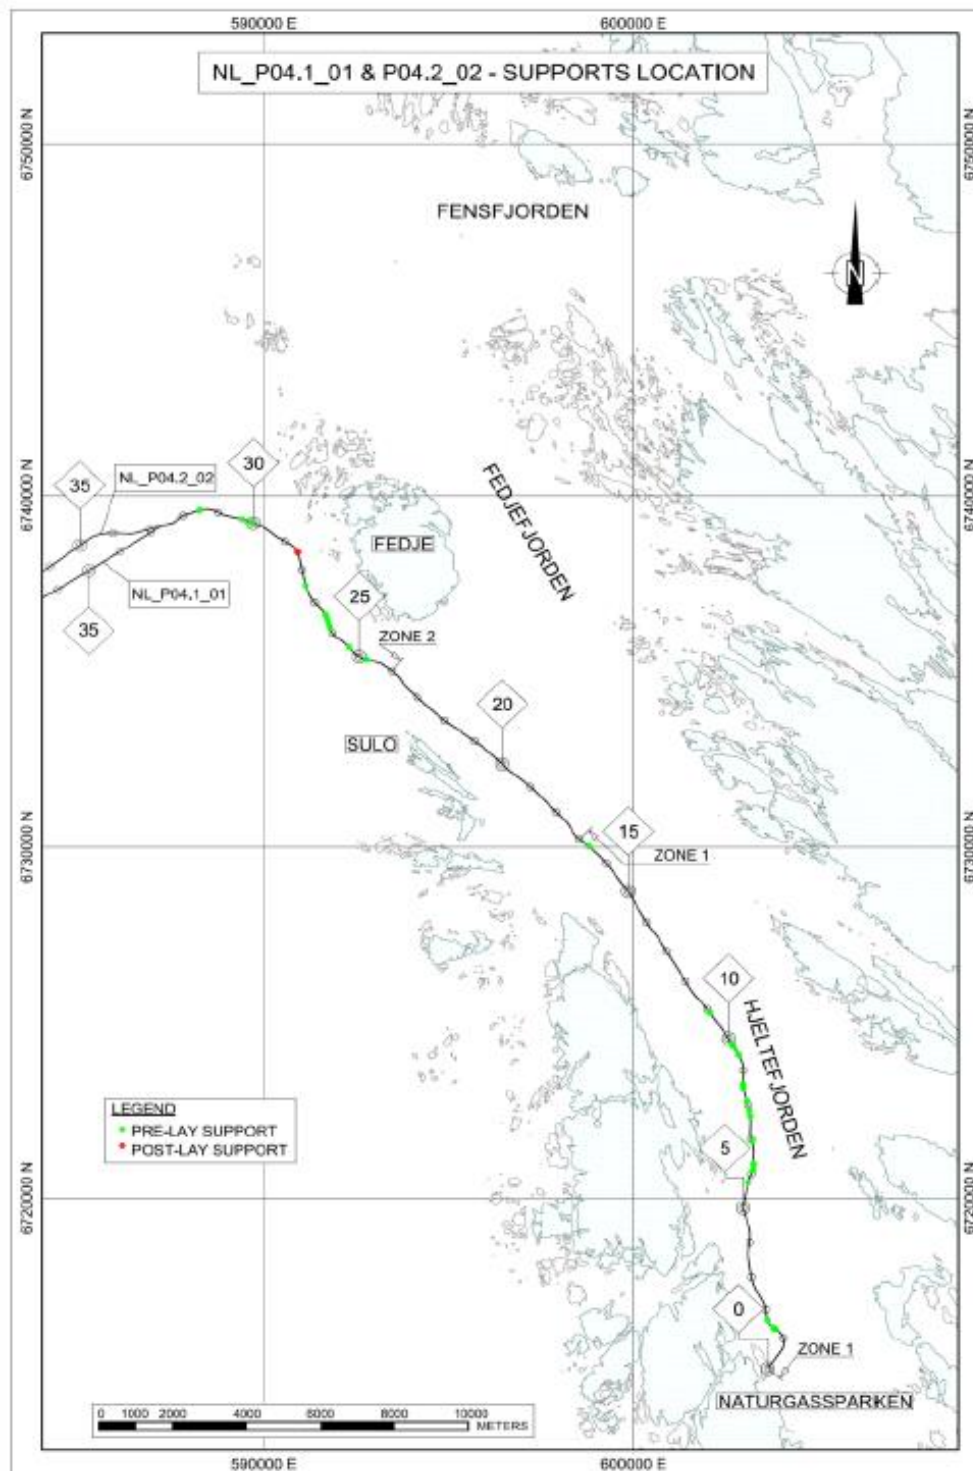 590000 E
600000 E
NL_P04.1_01 & P04.2_02 - SUPPORTS LOCATION
6750000 N
6750000 N
FENSFJORDEN
N
FEDJEFJORDEN
30
35
NL_P04.2_02
6740000 N
6740000 N
FEDJE
NL_P04.1_01
25
35
ZONE 2
20
SULO
15
ZONE 1
6730000 N
6730000 N
10
HJELTEFJORDEN
LEGEND
PRE-LAY SUPPORT
POST-LAY SUPPORT
5
6720000 N
6720000 N
0
ZONE 1
NATURGASSPARKEN
0 1000 2000 4000 6000 8000 10000
METERS
590000 E
600000 E